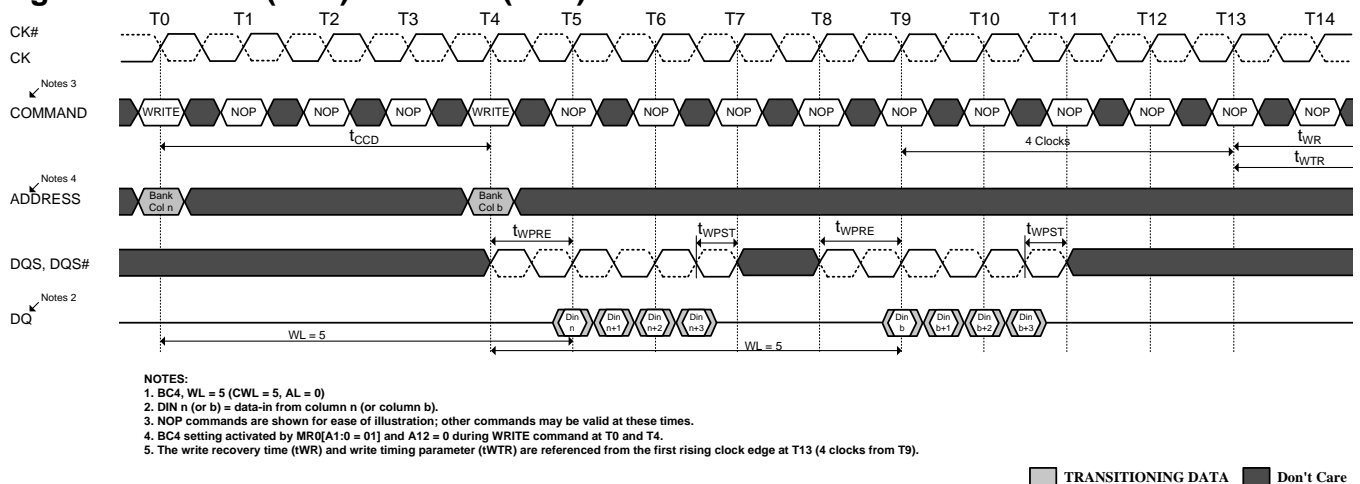 T0 T1 T2 T3 T4 T5 T6 T7 T8 T9 T10 T11 T12 T13 T14
CK#
CK
Notes 3
COMMAND
WRITE NOP NOP NOP WRITE NOP NOP NOP NOP NOP NOP NOP NOP NOP NOP
tCCD
4 Clocks
tWR
tWTR
Notes 4
ADDRESS
Bank
Col n
Bank
Col b
tWPRE tWPST tWPRE tWPST
DQS, DQS#
Notes 2
DQ
Din
n
Din
n+1
Din
n+2
Din
n+3
Din
b
Din
b+1
Din
b+2
Din
b+3
WL = 5
WL = 5
NOTES:
1. BC4, WL = 5 (CWL = 5, AL = 0)
2. DIN n (or b) = data-in from column n (or column b).
3. NOP commands are shown for ease of illustration; other commands may be valid at these times.
4. BC4 setting activated by MR0[A1:0 = 01] and A12 = 0 during WRITE command at T0 and T4.
5. The write recovery time (tWR) and write timing parameter (tWTR) are referenced from the first rising clock edge at T13 (4 clocks from T9).
TRANSITIONING DATA Don't Care